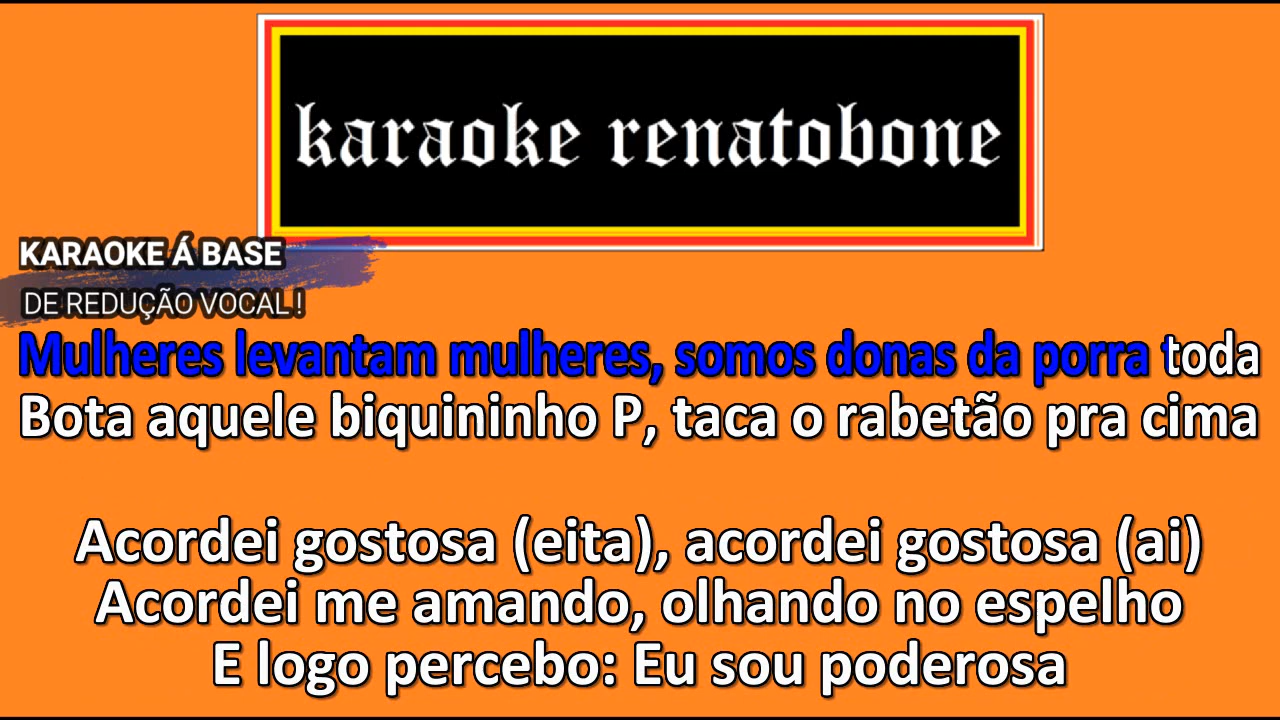 karaoke renatobone
KARAOKE Á BASE
DE REDUÇÃO VOCAL !
Mulheres levantam mulheres, somos donas da porra toda
Bota aquele biquininho P, taca o rabetão pra cima
Acordei gostosa (eita), acordei gostosa (ai)
Acordei me amando, olhando no espelho
E logo percebo: Eu sou poderosa